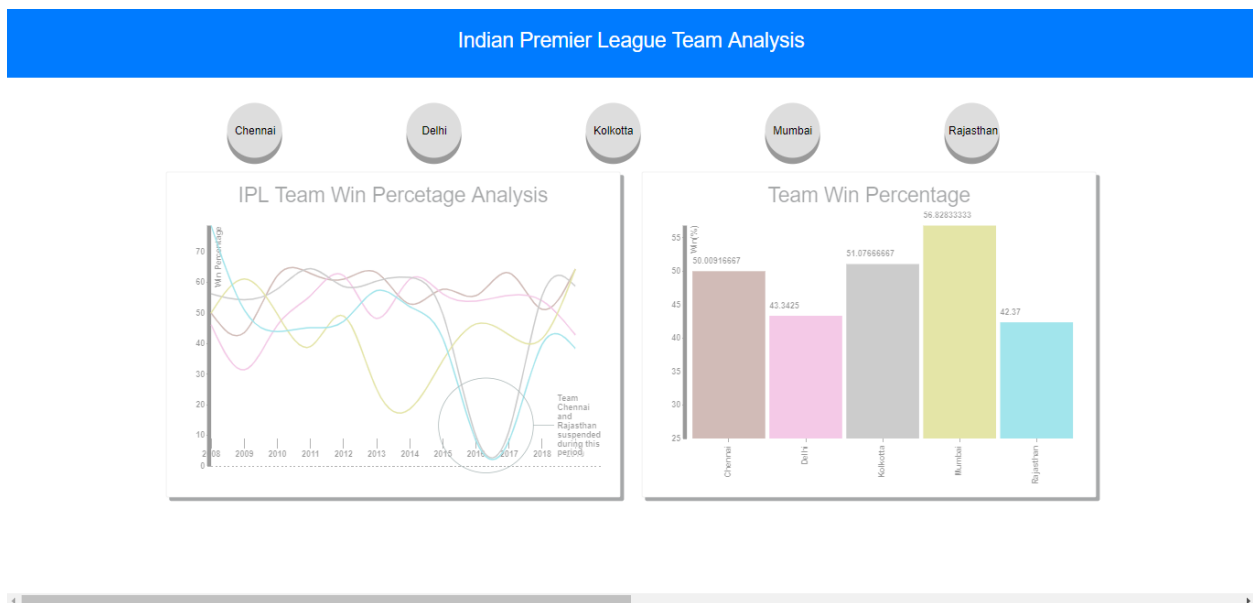 Indian Premier League Team Analysis
Chennai
Delhi
Kolkotta
Mumbai
Rajasthan
IPL Team Win Percetage Analysis
Win Percentage
70
60
50
40
30
20
10
0
2008 2009 2010 2011 2012 2013 2014 2015 2016 2017 2018
Team
Chennai
and
Rajasthan
suspended
during this
period
Team Win Percentage
Win(%)
55
50
45
40
35
30
25
50.00916667
43.3425
51.07666667
56.82833333
42.37
Chennai
Delhi
Kolkotta
Mumbai
Rajasthan